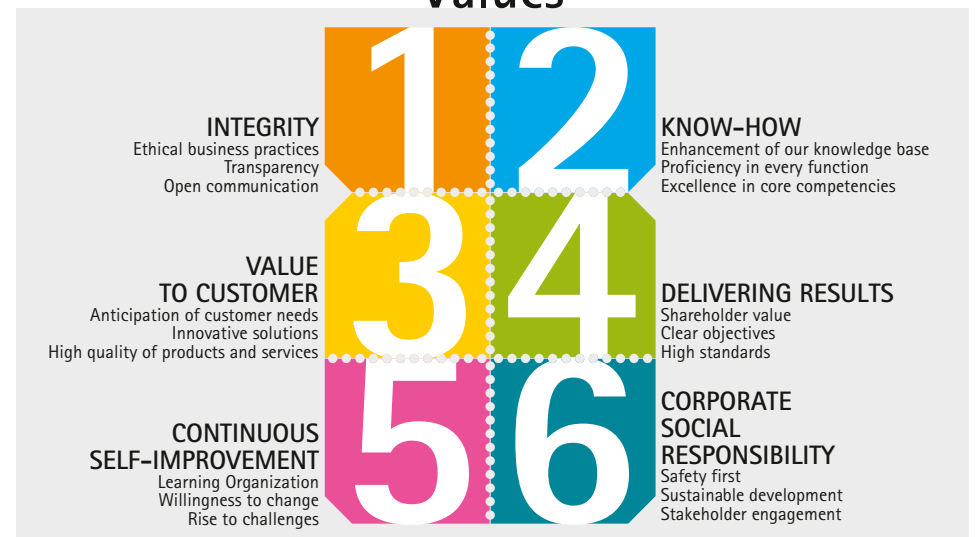 Values
1
INTEGRITY
Ethical business practices
Transparency
Open communication
2
KNOW-HOW
Enhancement of our knowledge base
Proficiency in every function
Excellence in core competencies
3
VALUE
TO CUSTOMER
Anticipation of customer needs
Innovative solutions
High quality of products and services
4
DELIVERING RESULTS
Shareholder value
Clear objectives
High standards
5
CONTINUOUS
SELF-IMPROVEMENT
Learning Organization
Willingness to change
Rise to challenges
6
CORPORATE
SOCIAL
RESPONSIBILITY
Safety first
Sustainable development
Stakeholder engagement